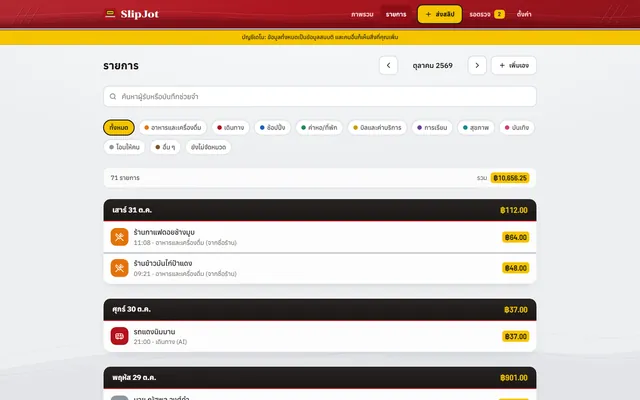 SlipJot
ภาพรวม
รายการ
+ ส่งสลิป
รอตรวจ 2
ตั้งค่า
บัญชีเดโม: ข้อมูลทั้งหมดเป็นข้อมูลสมมติ และคนอื่นก็เห็นสิ่งที่คุณเพิ่ม
รายการ
ตุลาคม 2569
+ เพิ่มเอง
ค้นหาผู้รับหรือบันทึกช่วยจำ
ทั้งหมด
อาหารและเครื่องดื่ม
เดินทาง
ช้อปปิ้ง
ค่าหอ/ที่พัก
บิลและค่าบริการ
การเรียน
สุขภาพ
บันเทิง
โอนให้คน
อื่น ๆ
ยังไม่จัดหมวด
71 รายการ
รวม ฿10,656.25
เสาร์ 31 ต.ค. ฿112.00
ร้านกาแฟดอยช้างมูบ
11:08 · อาหารและเครื่องดื่ม (จากชื่อร้าน)
฿64.00
ร้านข้าวมันไก่ป้าแดง
09:21 · อาหารและเครื่องดื่ม (จากชื่อร้าน)
฿48.00
ศุกร์ 30 ต.ค. ฿37.00
รถแดงนิมมาน
21:00 · เดินทาง (AI)
฿37.00
พฤหัส 29 ต.ค. ฿901.00